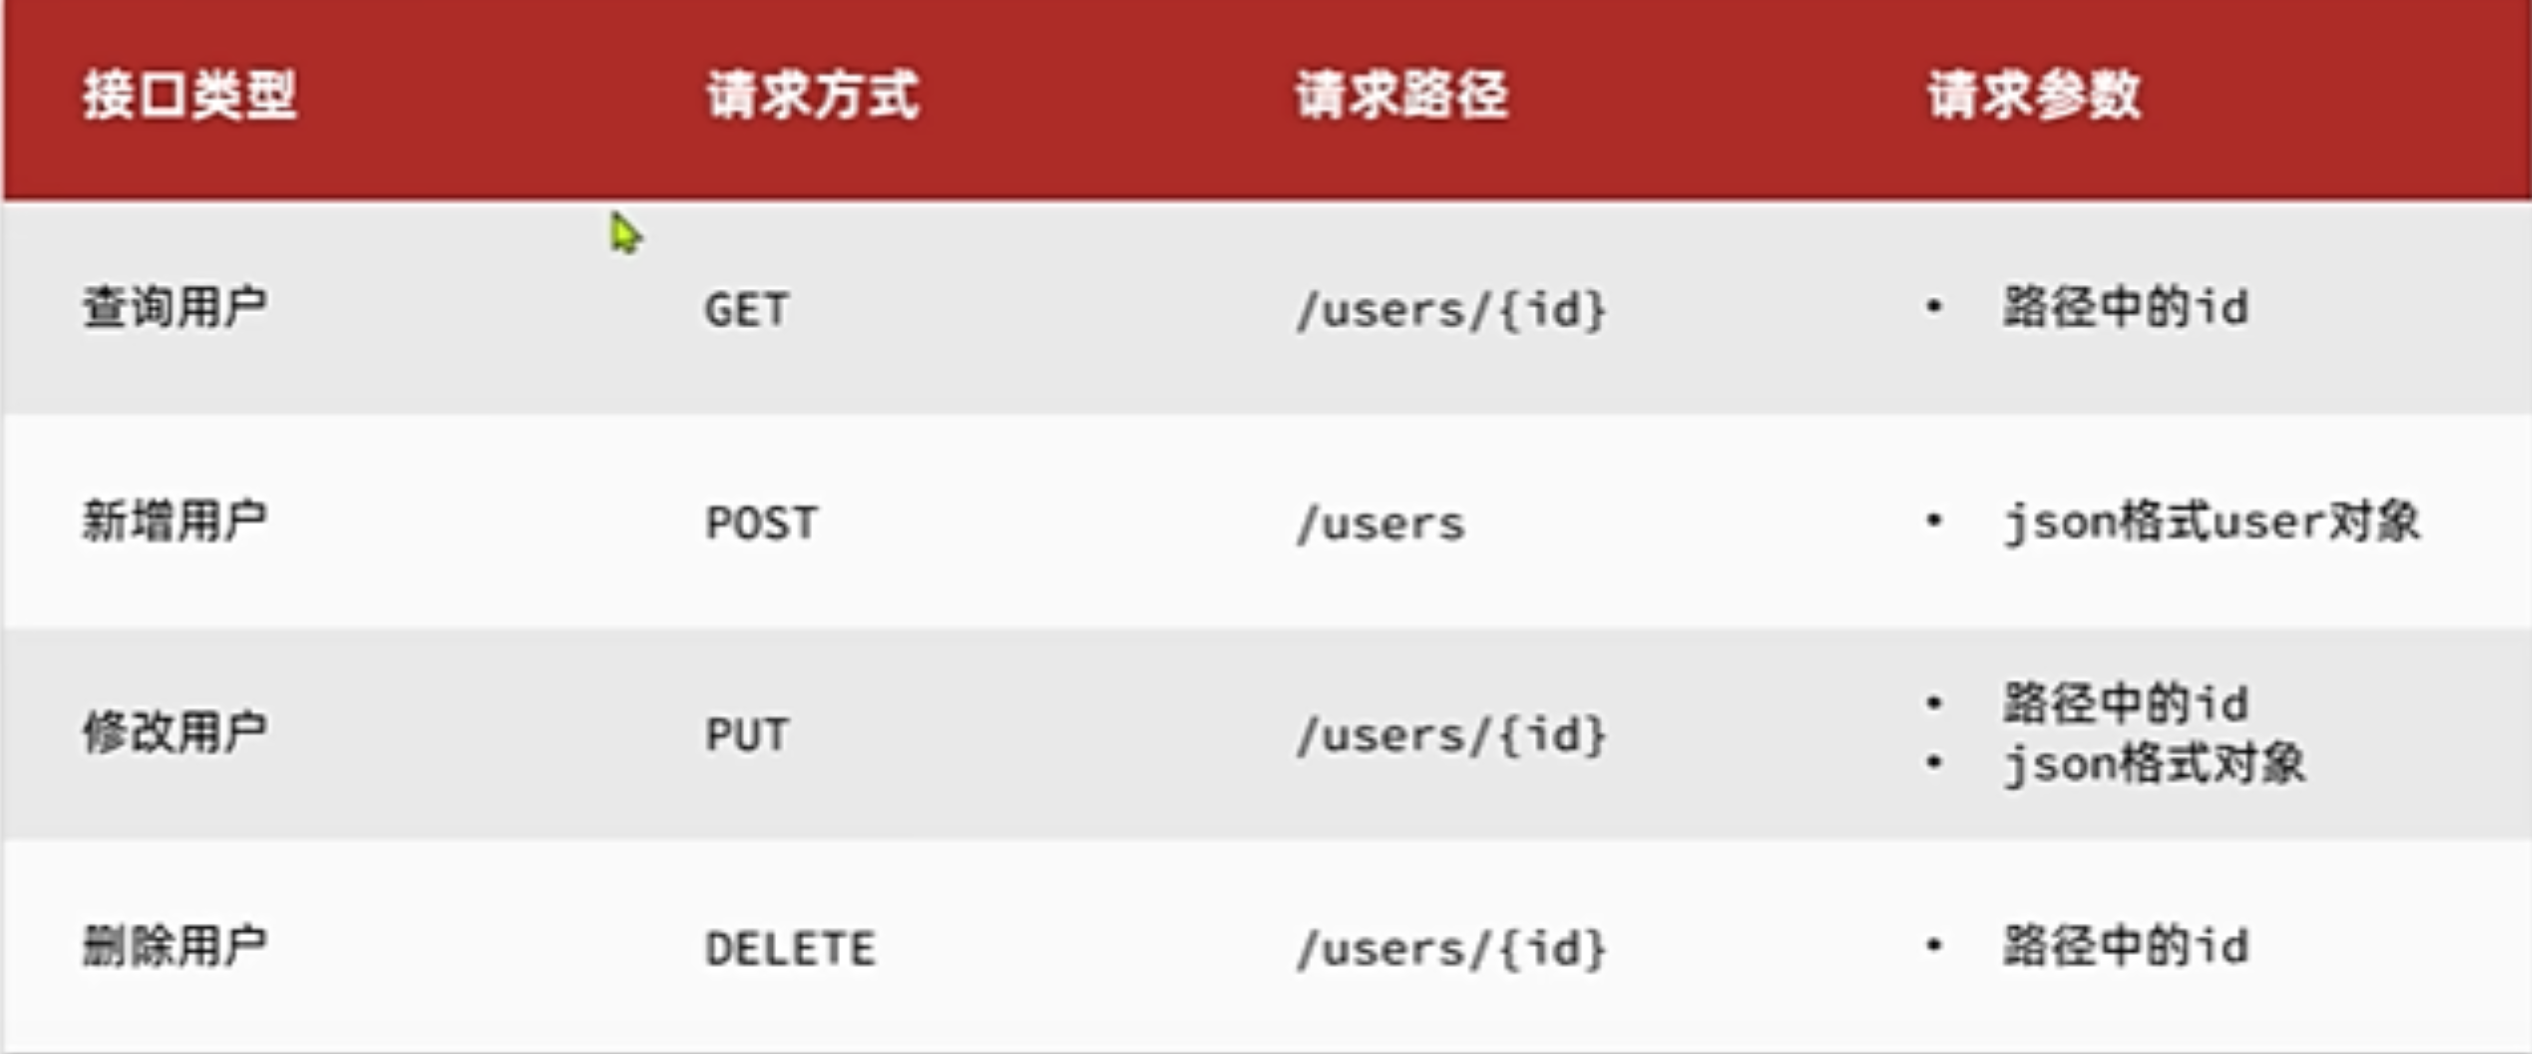 接口类型 请求方式 请求路径 请求参数
查询用户 GET /users/{id} • 路径中的id
新增用户 POST /users • json格式user对象
修改用户 PUT /users/{id} • 路径中的id
• json格式对象
删除用户 DELETE /users/{id} • 路径中的id